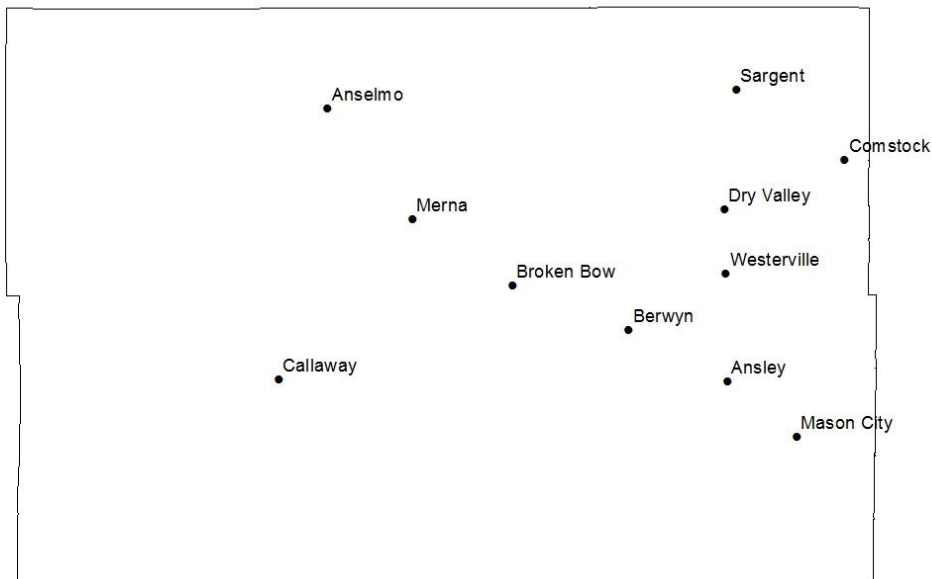 Sargent
Anselmo
Comstock
Dry Valley
Merna
Westerville
Broken Bow
Berwyn
Callaway
Ansley
Mason City